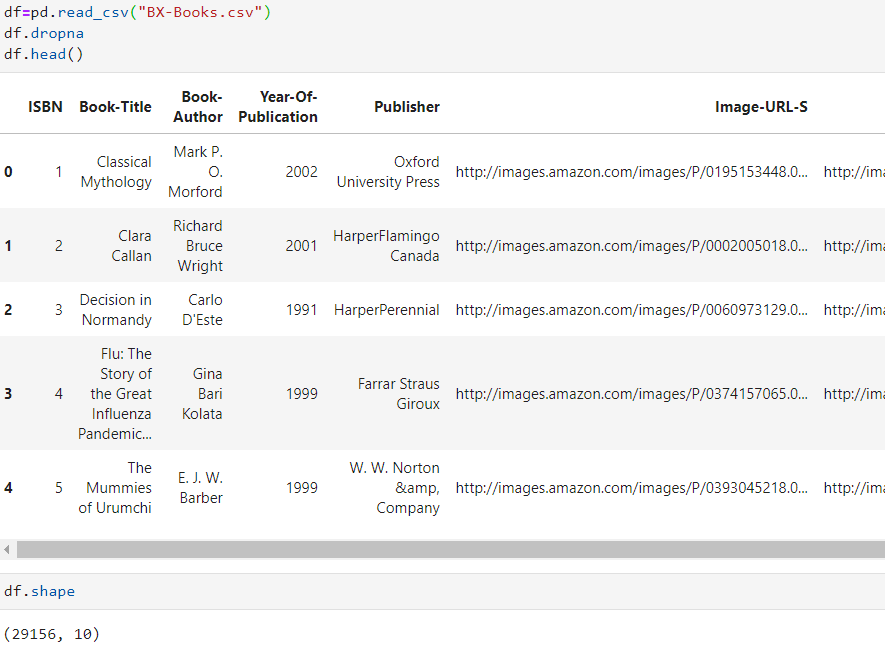 df=pd.read_csv("BX-Books.csv")
df.dropna
df.head()
ISBN Book-Title Book-Author Year-Of-Publication Publisher Image-URL-S
0 1 Classical Mythology Mark P. O. Morford 2002 Oxford University Press http://images.amazon.com/images/P/0195153448.0... http://ima
1 2 Clara Callan Richard Bruce Wright 2001 HarperFlamingo Canada http://images.amazon.com/images/P/0002005018.0... http://ima
2 3 Decision in Normandy Carlo D'Este 1991 HarperPerennial http://images.amazon.com/images/P/0060973129.0... http://ima
3 4 Flu: The Story of the Great Influenza Pandemic... Gina Bari Kolata 1999 Farrar Straus Giroux http://images.amazon.com/images/P/0374157065.0... http://ima
4 5 The Mummies of Urumchi E. J. W. Barber 1999 W. W. Norton &amp, Company http://images.amazon.com/images/P/0393045218.0... http://ima
df.shape
(29156, 10)